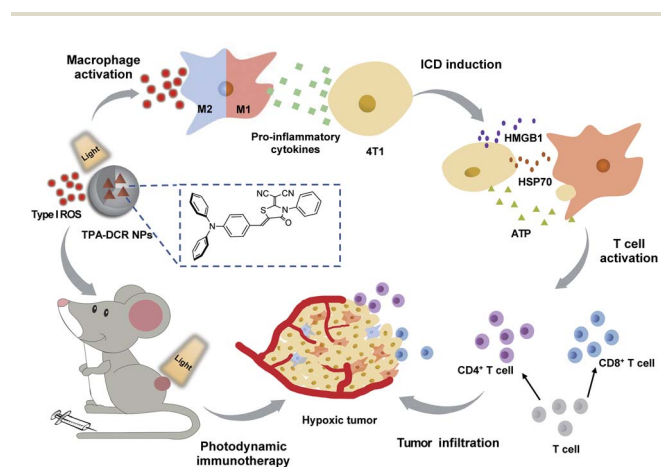 Macrophage
activation
M2
M1
Pro-inflammatory
cytokines
4T1
ICD induction
HMGB1
HSP70
ATP
Light
Type I ROS
TPA-DCR NPs
NC
CN
S
N
O
N
T cell
activation
Light
CD4⁺ T cell
CD8⁺ T cell
T cell
Hypoxic tumor
Photodynamic
immunotherapy
Tumor infiltration